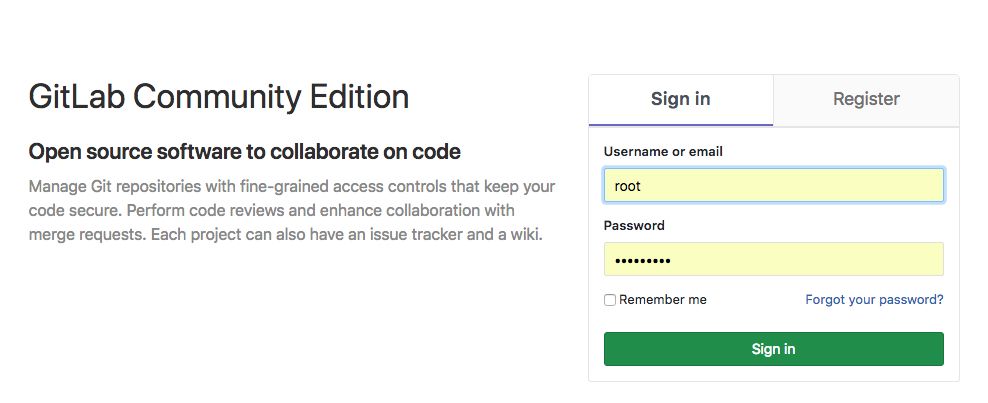 GitLab Community Edition
Open source software to collaborate on code
Manage Git repositories with fine-grained access controls that keep your
code secure. Perform code reviews and enhance collaboration with
merge requests. Each project can also have an issue tracker and a wiki.
Sign in
Register
Username or email
root
Password
•••••••••
Remember me
Forgot your password?
Sign in